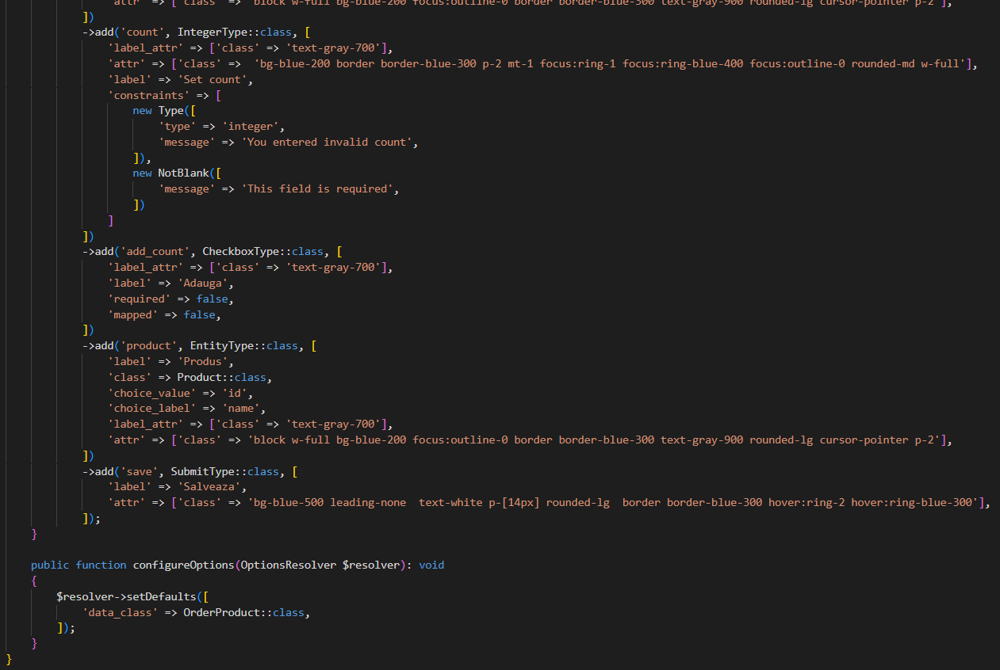 'attr' => ['class' => 'block w-full bg-blue-200 focus:outline-0 border border-blue-300 text-gray-900 rounded-lg cursor-pointer p-2'],
])
->add('count', IntegerType::class, [
'label_attr' => ['class' => 'text-gray-700'],
'attr' => ['class' =>  'bg-blue-200 border border-blue-300 p-2 mt-1 focus:ring-1 focus:ring-blue-400 focus:outline-0 rounded-md w-full'],
'label' => 'Set count',
'constraints' => [
new Type([
'type' => 'integer',
'message' => 'You entered invalid count',
]),
new NotBlank([
'message' => 'This field is required',
])
]
])
->add('add_count', CheckboxType::class, [
'label_attr' => ['class' => 'text-gray-700'],
'label' => 'Adauga',
'required' => false,
'mapped' => false,
])
->add('product', EntityType::class, [
'label' => 'Produs',
'class' => Product::class,
'choice_value' => 'id',
'choice_label' => 'name',
'label_attr' => ['class' => 'text-gray-700'],
'attr' => ['class' => 'block w-full bg-blue-200 focus:outline-0 border border-blue-300 text-gray-900 rounded-lg cursor-pointer p-2'],
])
->add('save', SubmitType::class, [
'label' => 'Salveaza',
'attr' => ['class' => 'bg-blue-500 leading-none  text-white p-[14px] rounded-lg  border border-blue-300 hover:ring-2 hover:ring-blue-300'],
]);
}
public function configureOptions(OptionsResolver $resolver): void
{
$resolver->setDefaults([
'data_class' => OrderProduct::class,
]);
}
}